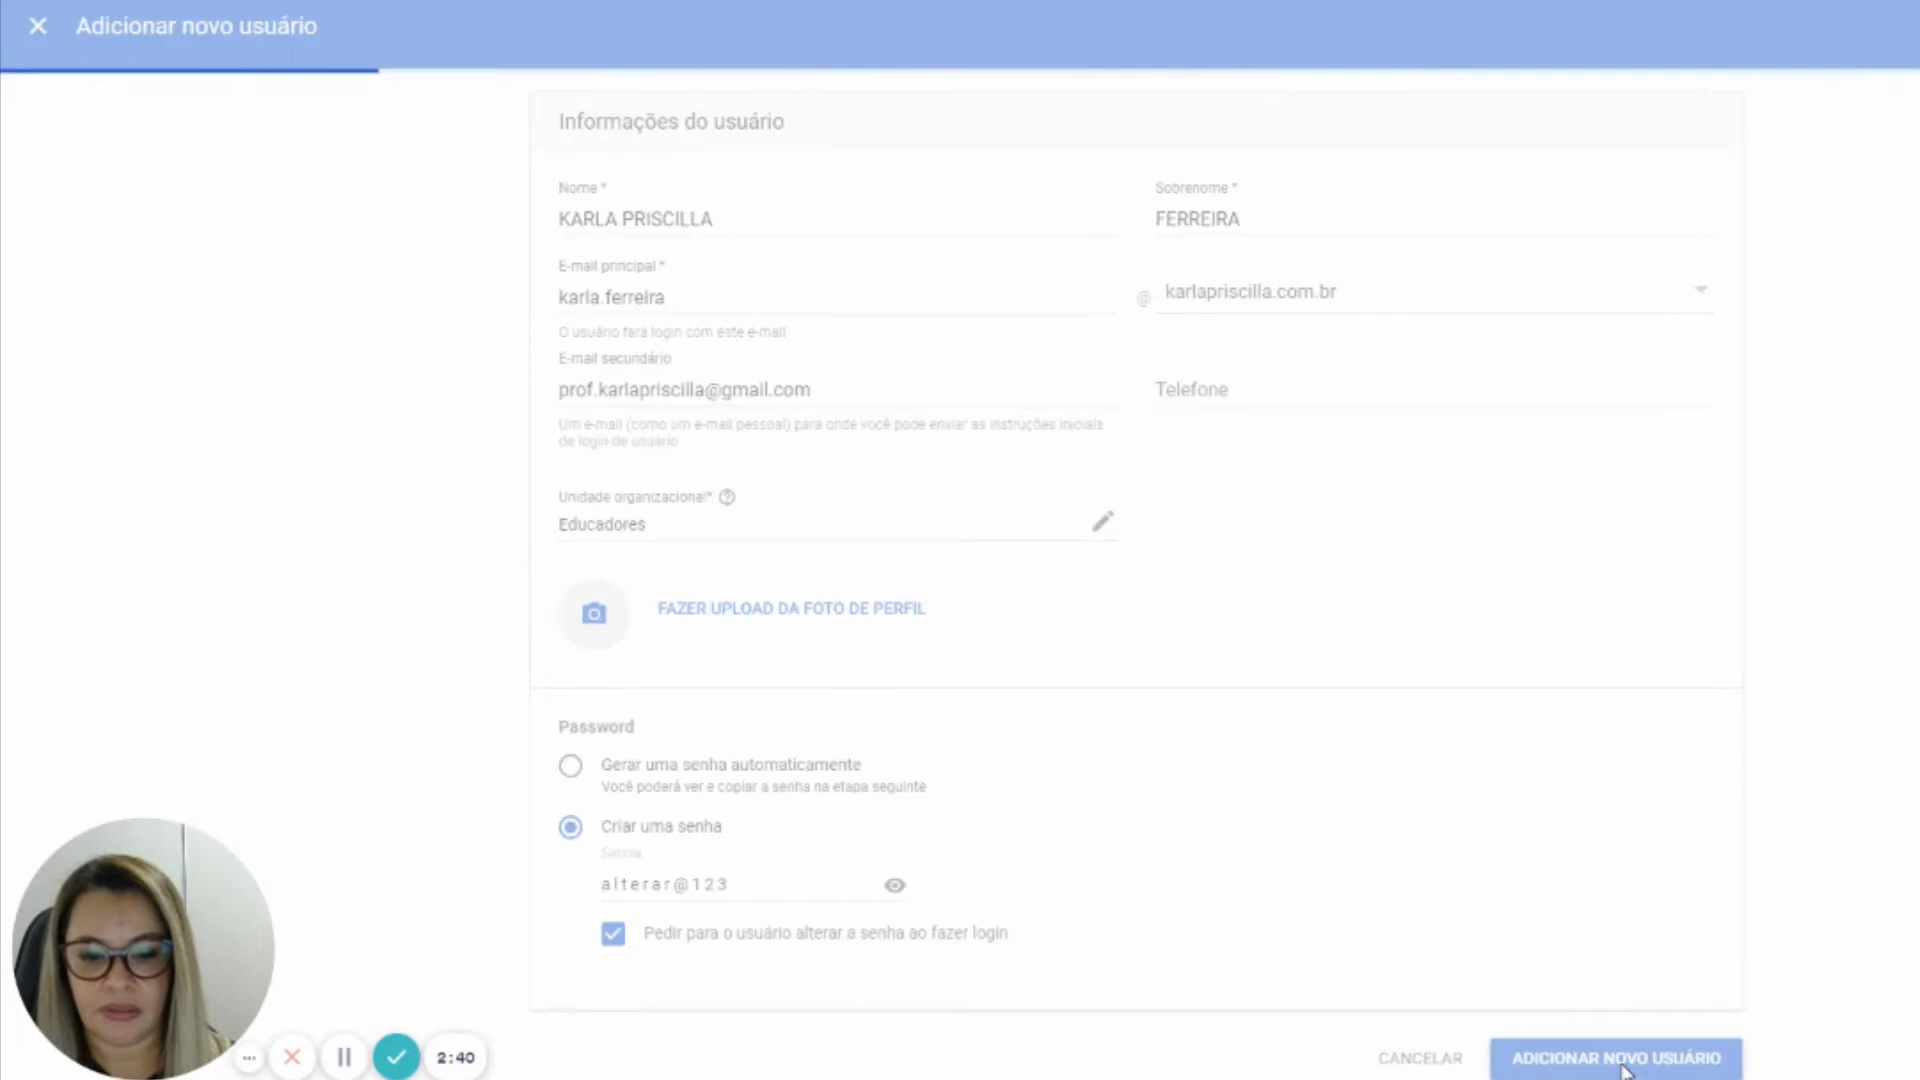 Adicionar novo usuário
Informações do usuário
Nome *
Sobrenome *
KARLA PRISCILLA
FERREIRA
E-mail principal *
karla.ferreira
@
karlapriscilla.com.br
O usuário fará login com este e-mail
E-mail secundário
prof.karlapriscilla@gmail.com
Telefone
Um e-mail (como um e-mail pessoal) para onde você pode enviar as instruções iniciais
de login de usuário
Unidade organizacional*
Educadores
FAZER UPLOAD DA FOTO DE PERFIL
Password
Gerar uma senha automaticamente
Você poderá ver e copiar a senha na etapa seguinte
Criar uma senha
Senha
alterar@123
Pedir para o usuário alterar a senha ao fazer login
2:40
CANCELAR
ADICIONAR NOVO USUÁRIO